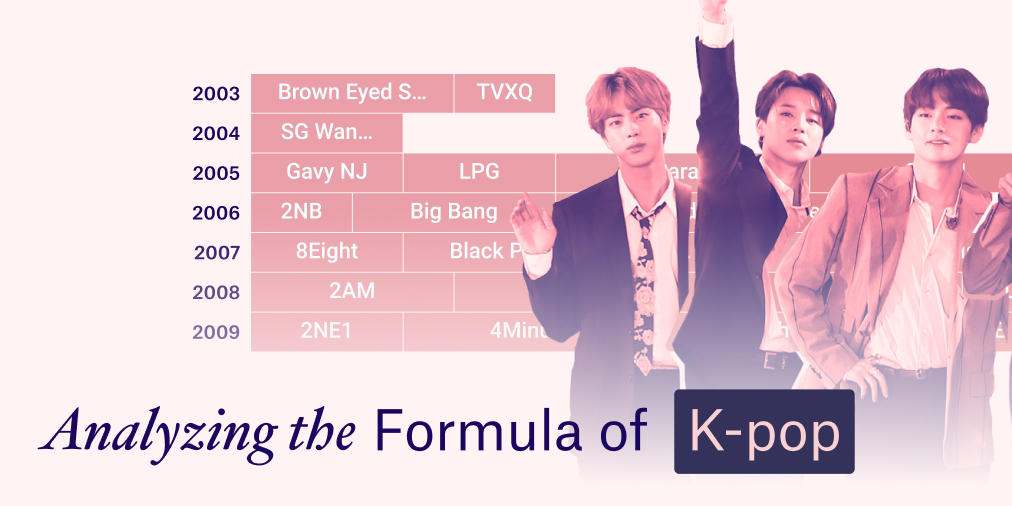 2003 Brown Eyed S... TVXQ
2004 SG Wan...
2005 Gavy NJ LPG
2006 2NB Big Bang
2007 8Eight Black
2008 2AM
2009 2NE1
Analyzing the Formula of K-pop